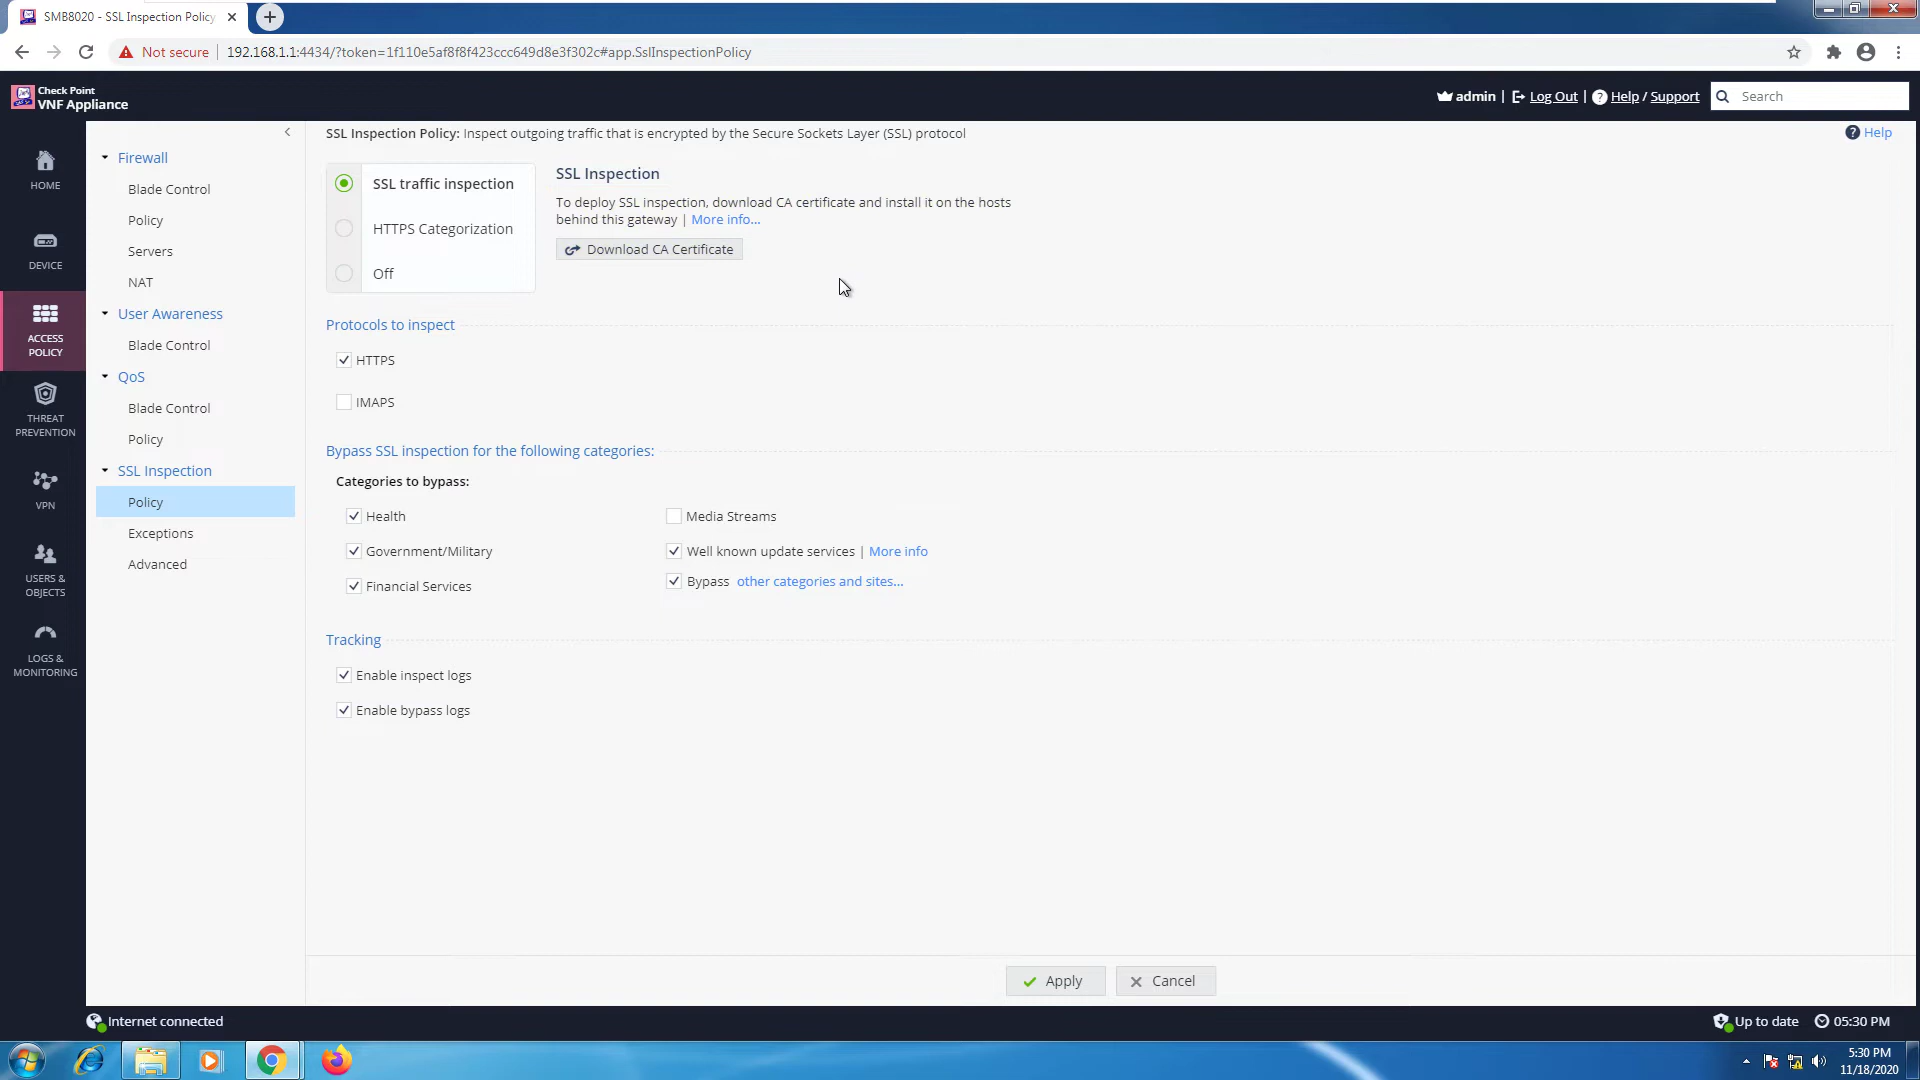 SMB8020 - SSL Inspection Policy
Not secure
192.168.1.1:4434/?token=1f110e5af8f8f423ccc649d8e3f302c#app.SslInspectionPolicy
Check Point
VNF Appliance
admin | Log Out | Help / Support
Search
HOME
DEVICE
ACCESS
POLICY
THREAT
PREVENTION
VPN
USERS &
OBJECTS
LOGS &
MONITORING
Firewall
Blade Control
Policy
Servers
NAT
User Awareness
Blade Control
QoS
Blade Control
Policy
SSL Inspection
Policy
Exceptions
Advanced
SSL Inspection Policy: Inspect outgoing traffic that is encrypted by the Secure Sockets Layer (SSL) protocol
Help
SSL traffic inspection
HTTPS Categorization
Off
SSL Inspection
To deploy SSL inspection, download CA certificate and install it on the hosts
behind this gateway | More info...
Download CA Certificate
Protocols to inspect
HTTPS
IMAPS
Bypass SSL inspection for the following categories:
Categories to bypass:
Health
Government/Military
Financial Services
Media Streams
Well known update services | More info
Bypass other categories and sites...
Tracking
Enable inspect logs
Enable bypass logs
Apply
Cancel
Internet connected
Up to date
05:30 PM
5:30 PM
11/18/2020